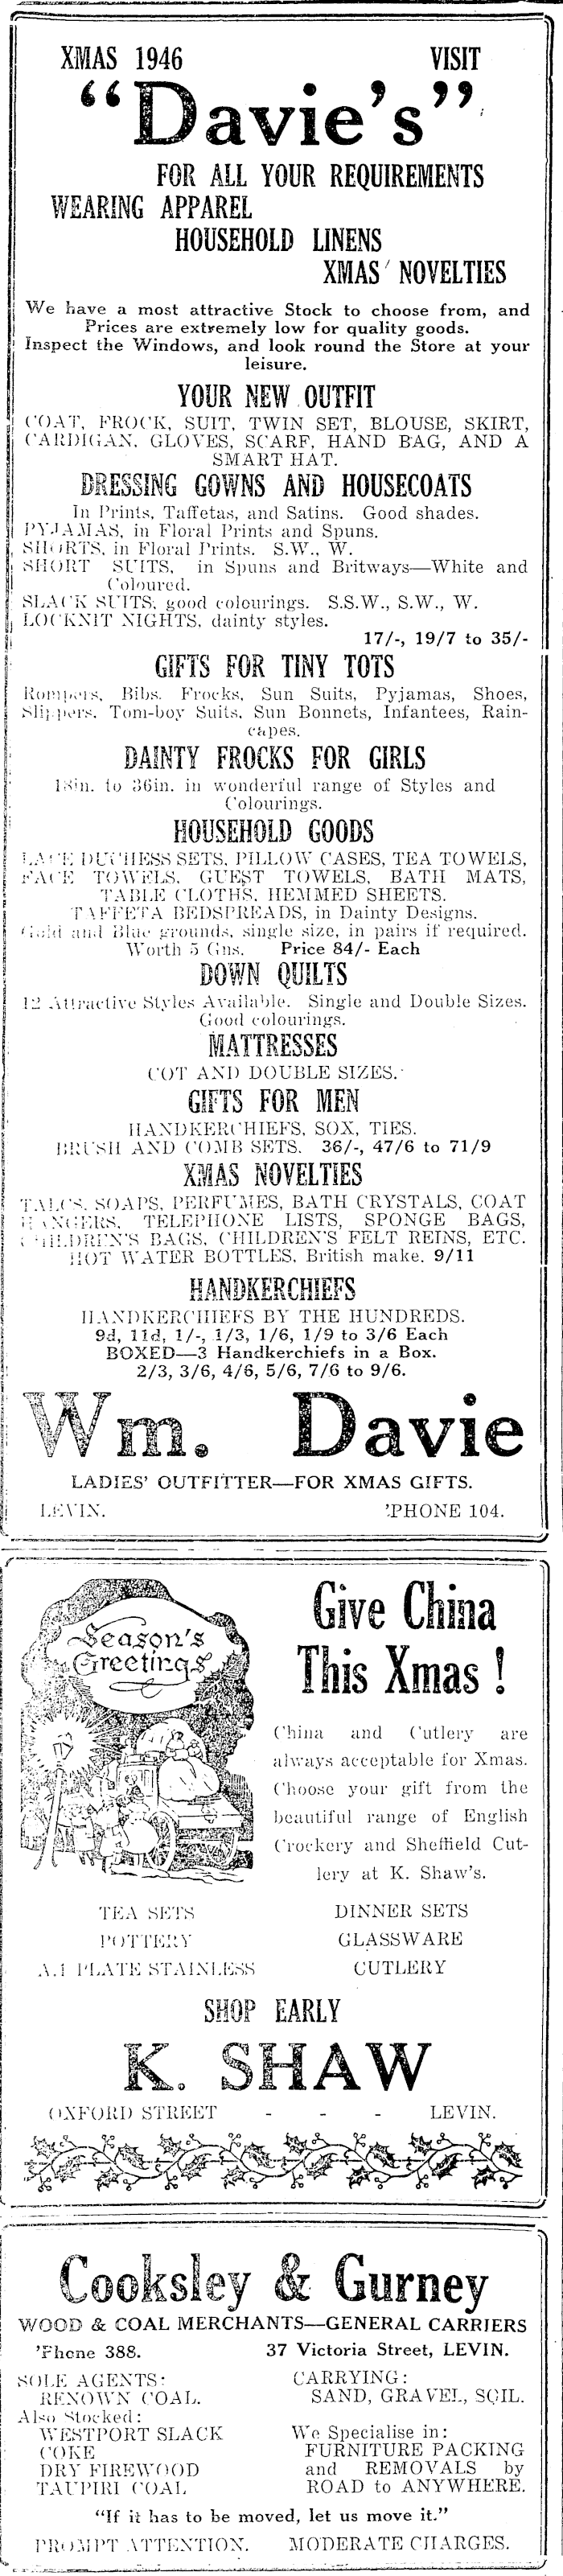 XMAS 1946 VISIT
"Davie's"
FOR ALL YOUR REQUIREMENTS
WEARING APPAREL
HOUSEHOLD LINENS
XMAS NOVELTIES
We have a most attractive Stock to choose from, and
Prices are extremely low for quality goods.
Inspect the Windows, and look round the Store at your
leisure.
YOUR NEW OUTFIT
COAT, FROCK, SUIT, TWIN SET, BLOUSE, SKIRT,
CARDIGAN, GLOVES, SCARF, HAND BAG, AND A
SMART HAT.
DRESSING GOWNS AND HOUSECOATS
In Prints, Taffetas, and Satins. Good shades.
PYJAMAS, in Floral Prints and Spuns.
SHORTS, in Floral Prints. S.W., W.
SHORT SUITS, in Spuns and Britways—White and
Coloured.
SLACK SUITS, good colourings. S.S.W., S.W., W.
LOCKNIT NIGHTS, dainty styles.
17/-, 19/7 to 35/-
GIFTS FOR TINY TOTS
Rompers, Bibs, Frocks, Sun Suits, Pyjamas, Shoes,
Slippers, Tom-boy Suits, Sun Bonnets, Infantees, Rain-
capes.
DAINTY FROCKS FOR GIRLS
18in. to 36in. in wonderful range of Styles and
Colourings.
HOUSEHOLD GOODS
LACE DUCHESS SETS, PILLOW CASES, TEA TOWELS,
FACE TOWELS, GUEST TOWELS, BATH MATS,
TABLE CLOTHS, HEMMED SHEETS.
TAFFETA BEDSPREADS, in Dainty Designs.
Gold and Blue grounds, single size, in pairs if required.
Worth 5 Gns. Price 84/- Each
DOWN QUILTS
12 Attractive Styles Available. Single and Double Sizes.
Good colourings.
MATTRESSES
COT AND DOUBLE SIZES.
GIFTS FOR MEN
HANDKERCHIEFS, SOX, TIES.
BRUSH AND COMB SETS. 36/-, 47/6 to 71/9
XMAS NOVELTIES
TALCS, SOAPS, PERFUMES, BATH CRYSTALS, COAT
HANGERS, TELEPHONE LISTS, SPONGE BAGS,
CHILDREN'S BAGS, CHILDREN'S FELT REINS, ETC.
HOT WATER BOTTLES, British make. 9/11
HANDKERCHIEFS
HANDKERCHIEFS BY THE HUNDREDS.
9d, 11d, 1/-, 1/3, 1/6, 1/9 to 3/6 Each
BOXED—3 Handkerchiefs in a Box.
2/3, 3/6, 4/6, 5/6, 7/6 to 9/6.
Wm. Davie
LADIES' OUTFITTER—FOR XMAS GIFTS.
LEVIN. 'PHONE 104.
Season's
Greetings
Give China
This Xmas !
China and Cutlery are
always acceptable for Xmas.
Choose your gift from the
beautiful range of English
Crockery and Sheffield Cut-
lery at K. Shaw's.
TEA SETS DINNER SETS
POTTERY GLASSWARE
A.1 PLATE STAINLESS CUTLERY
SHOP EARLY
K. SHAW
OXFORD STREET - - - LEVIN.
Cooksley & Gurney
WOOD & COAL MERCHANTS—GENERAL CARRIERS
'Phone 388. 37 Victoria Street, LEVIN.
SOLE AGENTS:
RENOWN COAL.
Also Stocked:
WESTPORT SLACK
COKE
DRY FIREWOOD
TAUPIRI COAL
CARRYING:
SAND, GRAVEL, SOIL.
We Specialise in:
FURNITURE PACKING
and REMOVALS by
ROAD to ANYWHERE.
"If it has to be moved, let us move it."
PROMPT ATTENTION. MODERATE CHARGES.